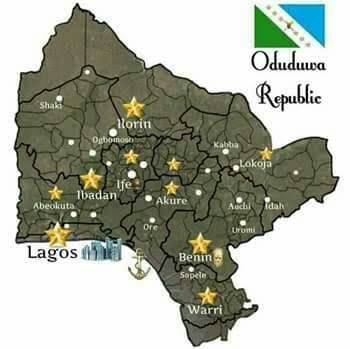 Oduduwa
Republic
Shaki
Ilorin
Ogbomoso
Kabba
Lokoja
Ife
Ibadan
Abeokuta
Akure
Auchi
Idah
Ore
Uromi
Lagos
Benin
Sapele
Warri